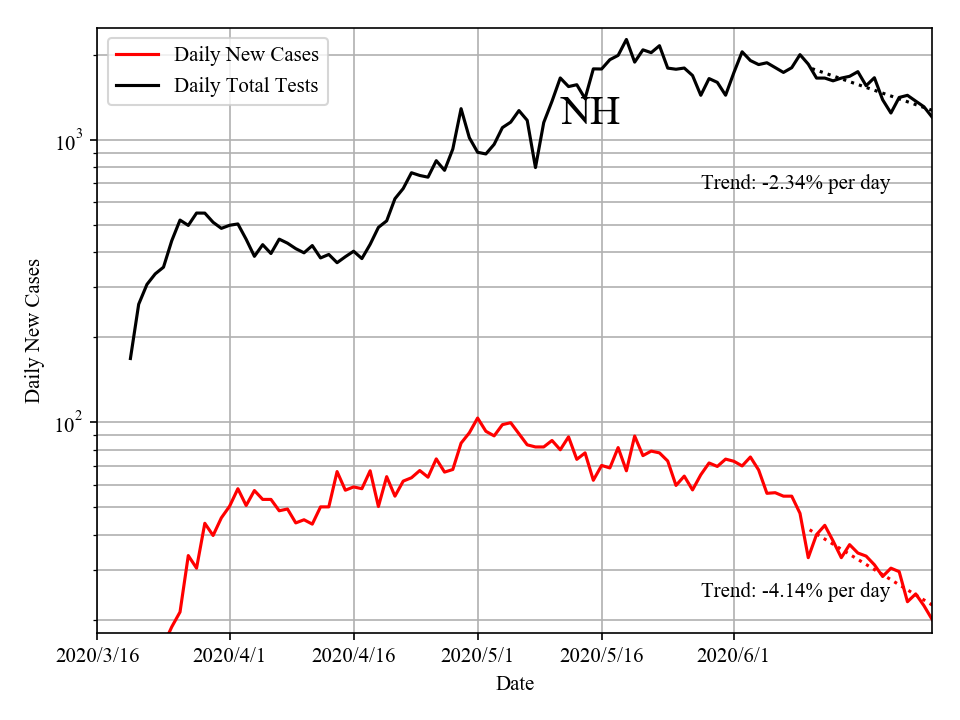 Daily New Cases
Daily Total Tests
NH
10^3
Trend: -2.34% per day
Daily New Cases
10^2
Trend: -4.14% per day
2020/3/16 2020/4/1 2020/4/16 2020/5/1 2020/5/16 2020/6/1
Date